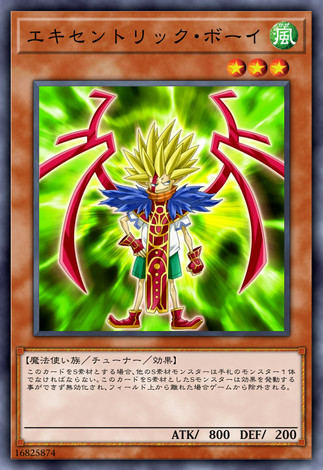 エキセントリック・ボーイ
風
【魔法使い族／チューナー／効果】
このカードをS素材とする場合、他のS素材モンスターは手札のモンスター１体
でなければならない。このカードをS素材としたSモンスターは効果を発動する
事ができず無効化され、フィールド上から離れた場合ゲームから除外される。
ATK/ 800 DEF/ 200
16825874